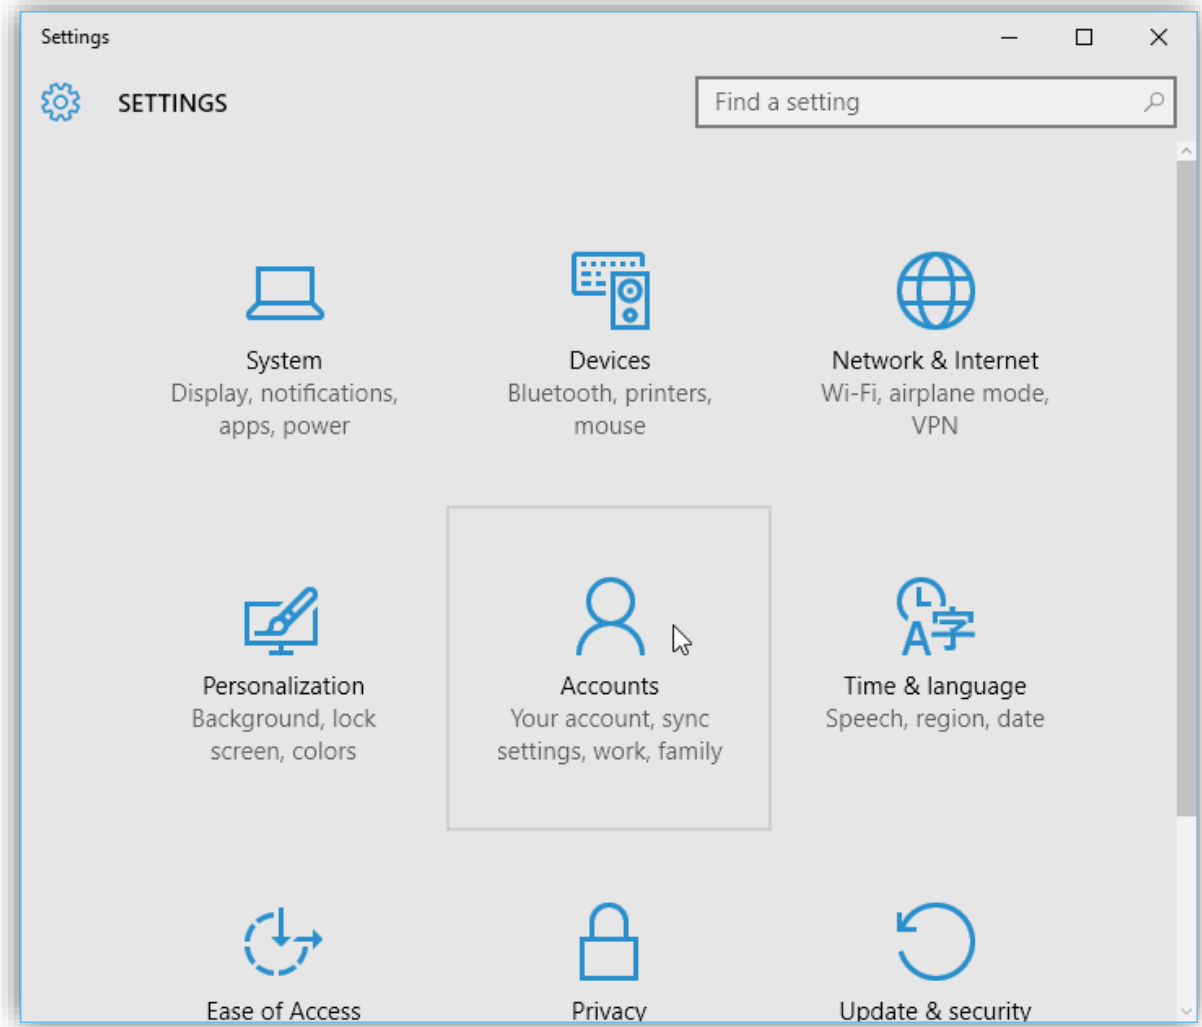 Settings
SETTINGS
Find a setting
System
Display, notifications,
apps, power
Devices
Bluetooth, printers,
mouse
Network & Internet
Wi-Fi, airplane mode,
VPN
Personalization
Background, lock
screen, colors
Accounts
Your account, sync
settings, work, family
A字
Time & language
Speech, region, date
Ease of Access
Privacy
Update & security